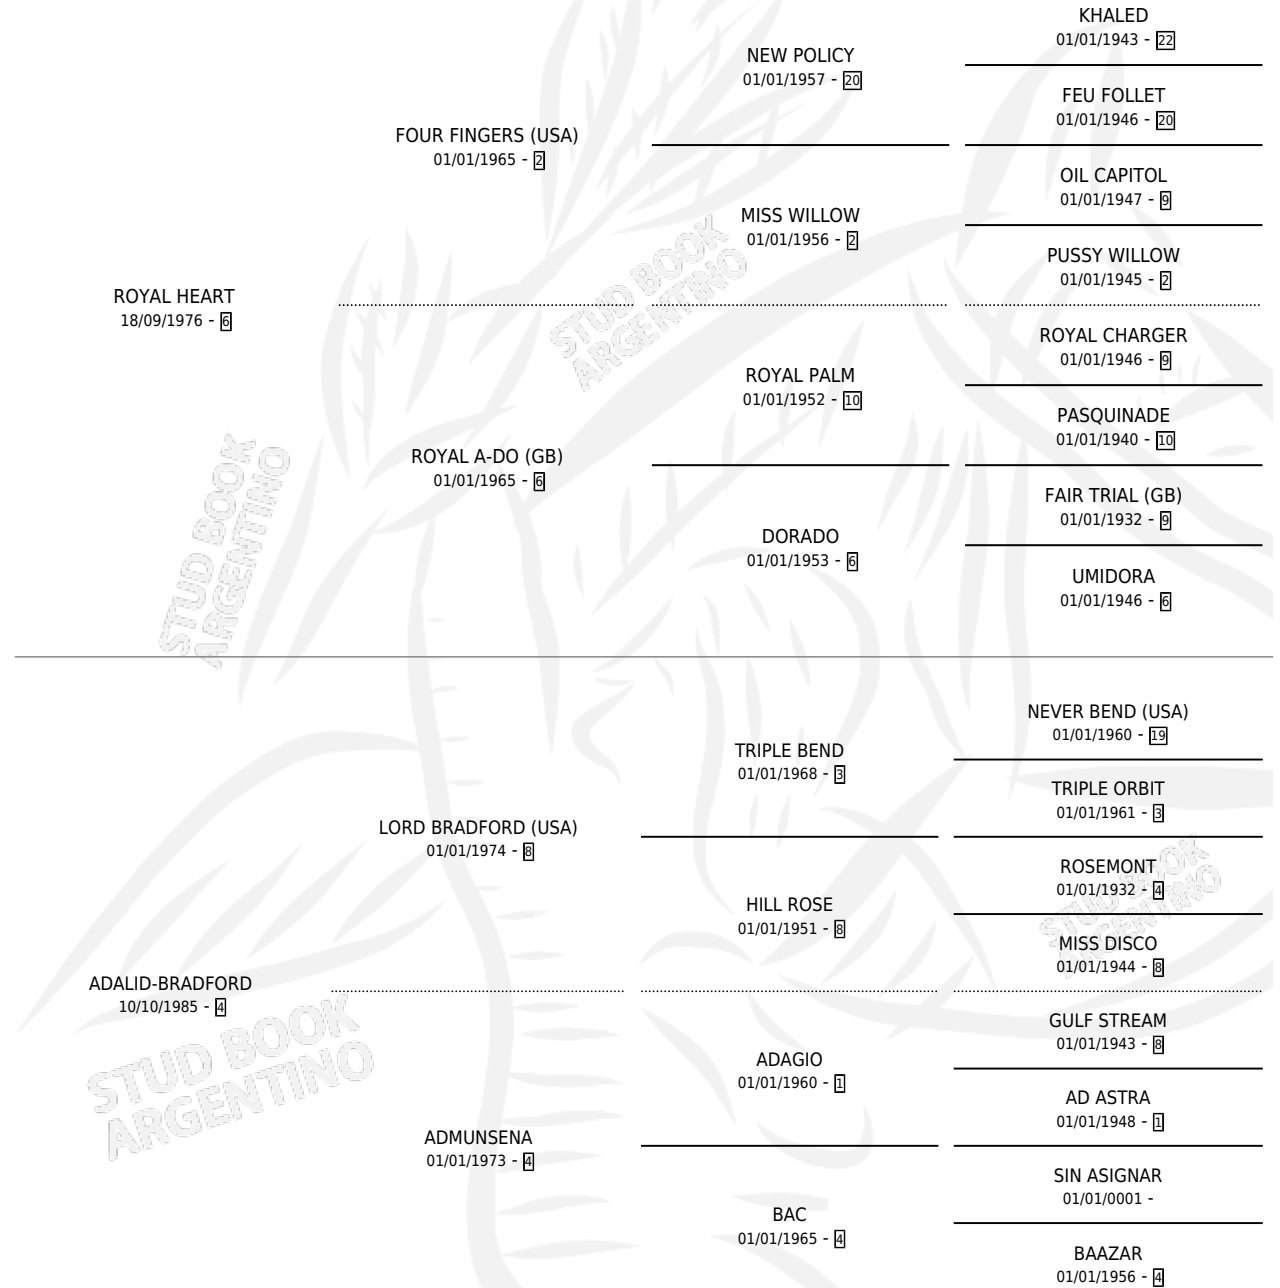 KHALED
01/01/1943 - 22
NEW POLICY
01/01/1957 - 20
FEU FOLLET
01/01/1946 - 20
FOUR FINGERS (USA)
01/01/1965 - 2
OIL CAPITOL
01/01/1947 - 9
MISS WILLOW
01/01/1956 - 2
PUSSY WILLOW
01/01/1945 - 2
STUD BOOK
ARGENTINO
ROYAL HEART
18/09/1976 - 6
ROYAL CHARGER
01/01/1946 - 9
ROYAL PALM
01/01/1952 - 10
PASQUINADE
01/01/1940 - 10
ROYAL A-DO (GB)
01/01/1965 - 6
FAIR TRIAL (GB)
01/01/1932 - 9
DORADO
01/01/1953 - 6
UMIDORA
01/01/1946 - 6
STUD BOOK
ARGENTINO
NEVER BEND (USA)
01/01/1960 - 19
TRIPLE BEND
01/01/1968 - 3
TRIPLE ORBIT
01/01/1961 - 3
LORD BRADFORD (USA)
01/01/1974 - 8
ROSEMONT
01/01/1932 - 4
HILL ROSE
01/01/1951 - 8
MISS DISCO
01/01/1944 - 8
STUD BOOK
ARGENTINO
ADALID-BRADFORD
10/10/1985 - 4
GULF STREAM
01/01/1943 - 8
ADAGIO
01/01/1960 - 1
AD ASTRA
01/01/1948 - 1
STUD BOOK
ARGENTINO
ADMUNSENA
01/01/1973 - 4
SIN ASIGNAR
01/01/0001 -
BAC
01/01/1965 - 4
BAAZAR
01/01/1956 - 4